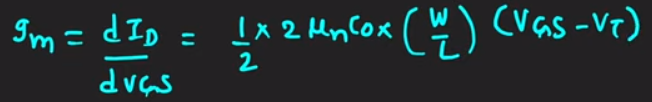 gm = dID/dVGS = 1/2 × 2 μnCox (W/L) (VGS - VT)